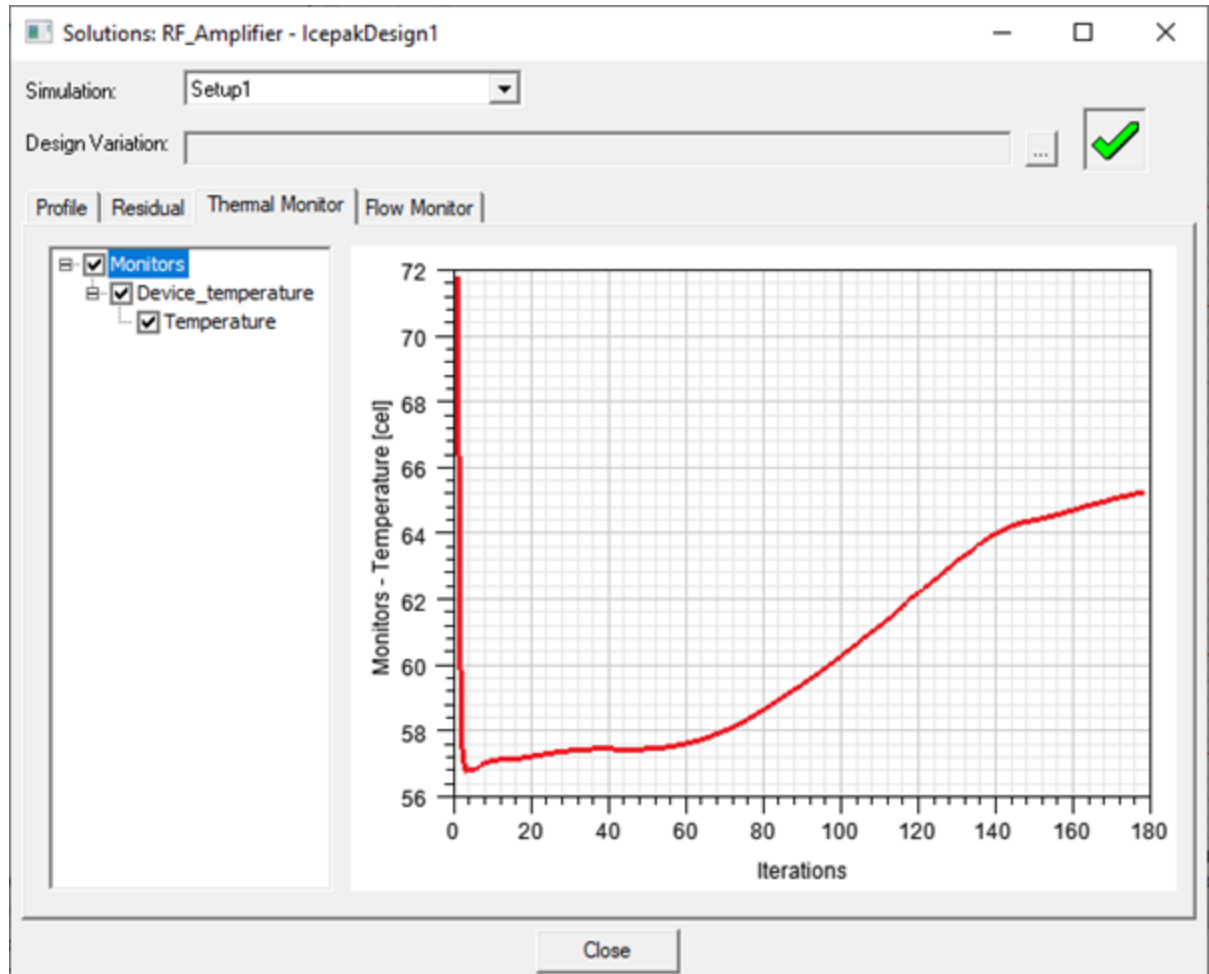 Solutions: RF_Amplifier - IcepakDesign1
Simulation:
Setup1
Design Variation:
...
Profile
Residual
Thermal Monitor
Flow Monitor
Monitors
Device_temperature
Temperature
Monitors - Temperature [cel]
72
70
68
66
64
62
60
58
56
0 20 40 60 80 100 120 140 160 180
Iterations
Close